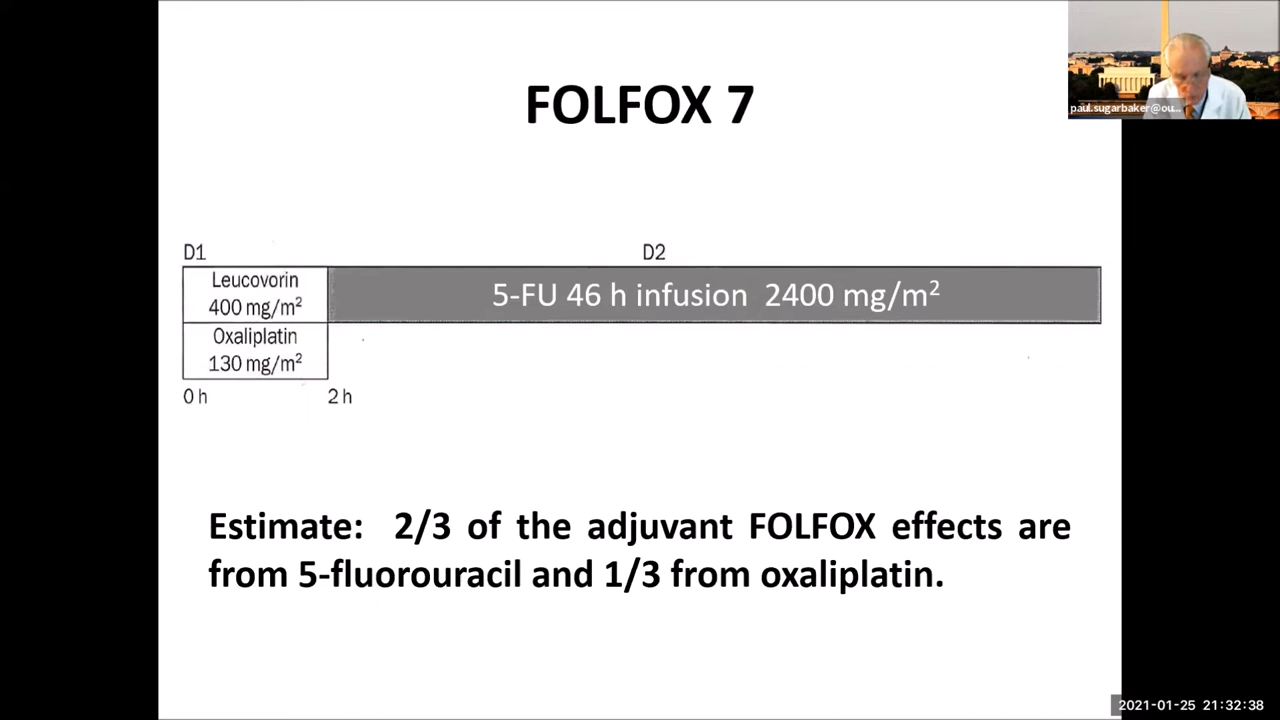 FOLFOX 7
paul.sugarbaker@ou...
D1 D2
Leucovorin
400 mg/m²
5-FU 46 h infusion 2400 mg/m²
Oxaliplatin
130 mg/m²
0 h 2 h
Estimate: 2/3 of the adjuvant FOLFOX effects are
from 5-fluorouracil and 1/3 from oxaliplatin.
2021-01-25 21:32:38